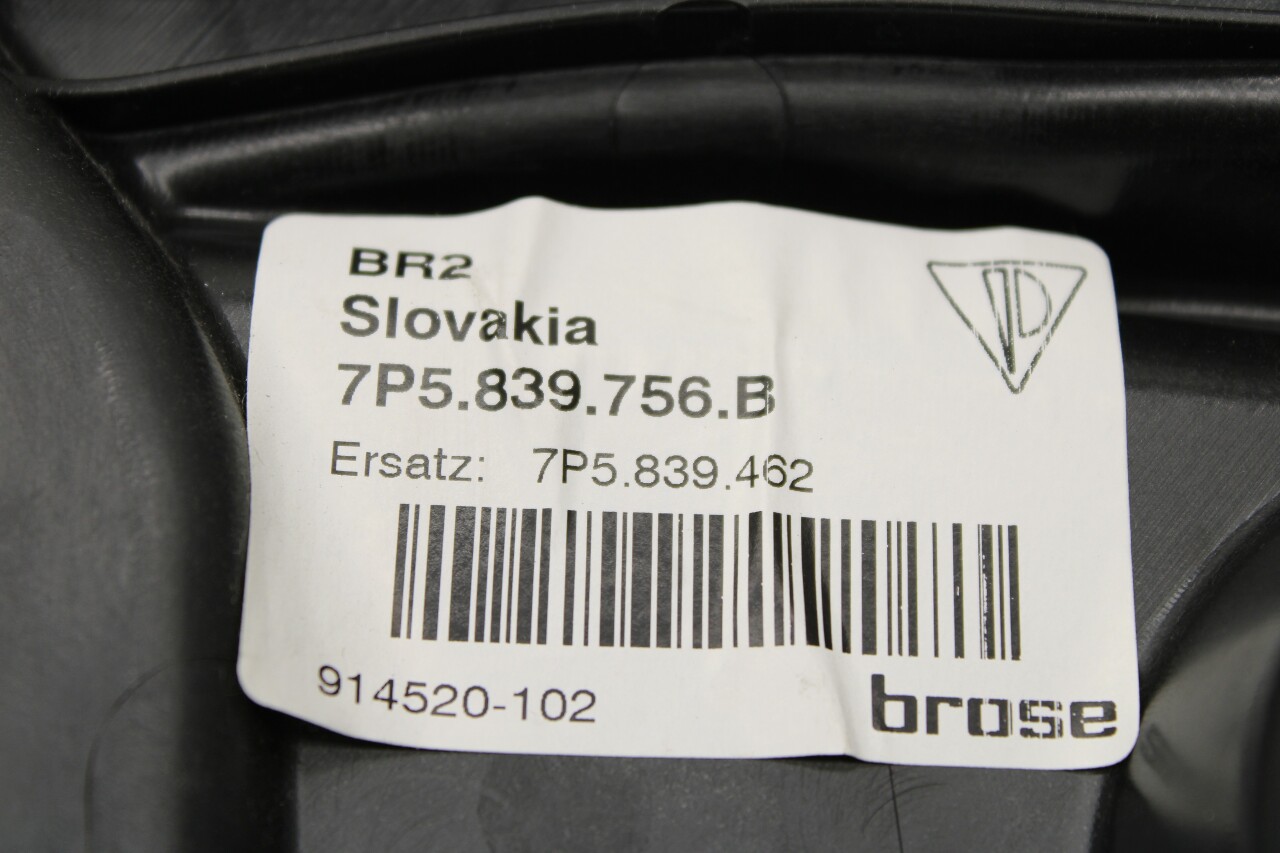 BR2
Slovakia
7P5.839.756.B
Ersatz: 7P5.839.462
914520-102
brose